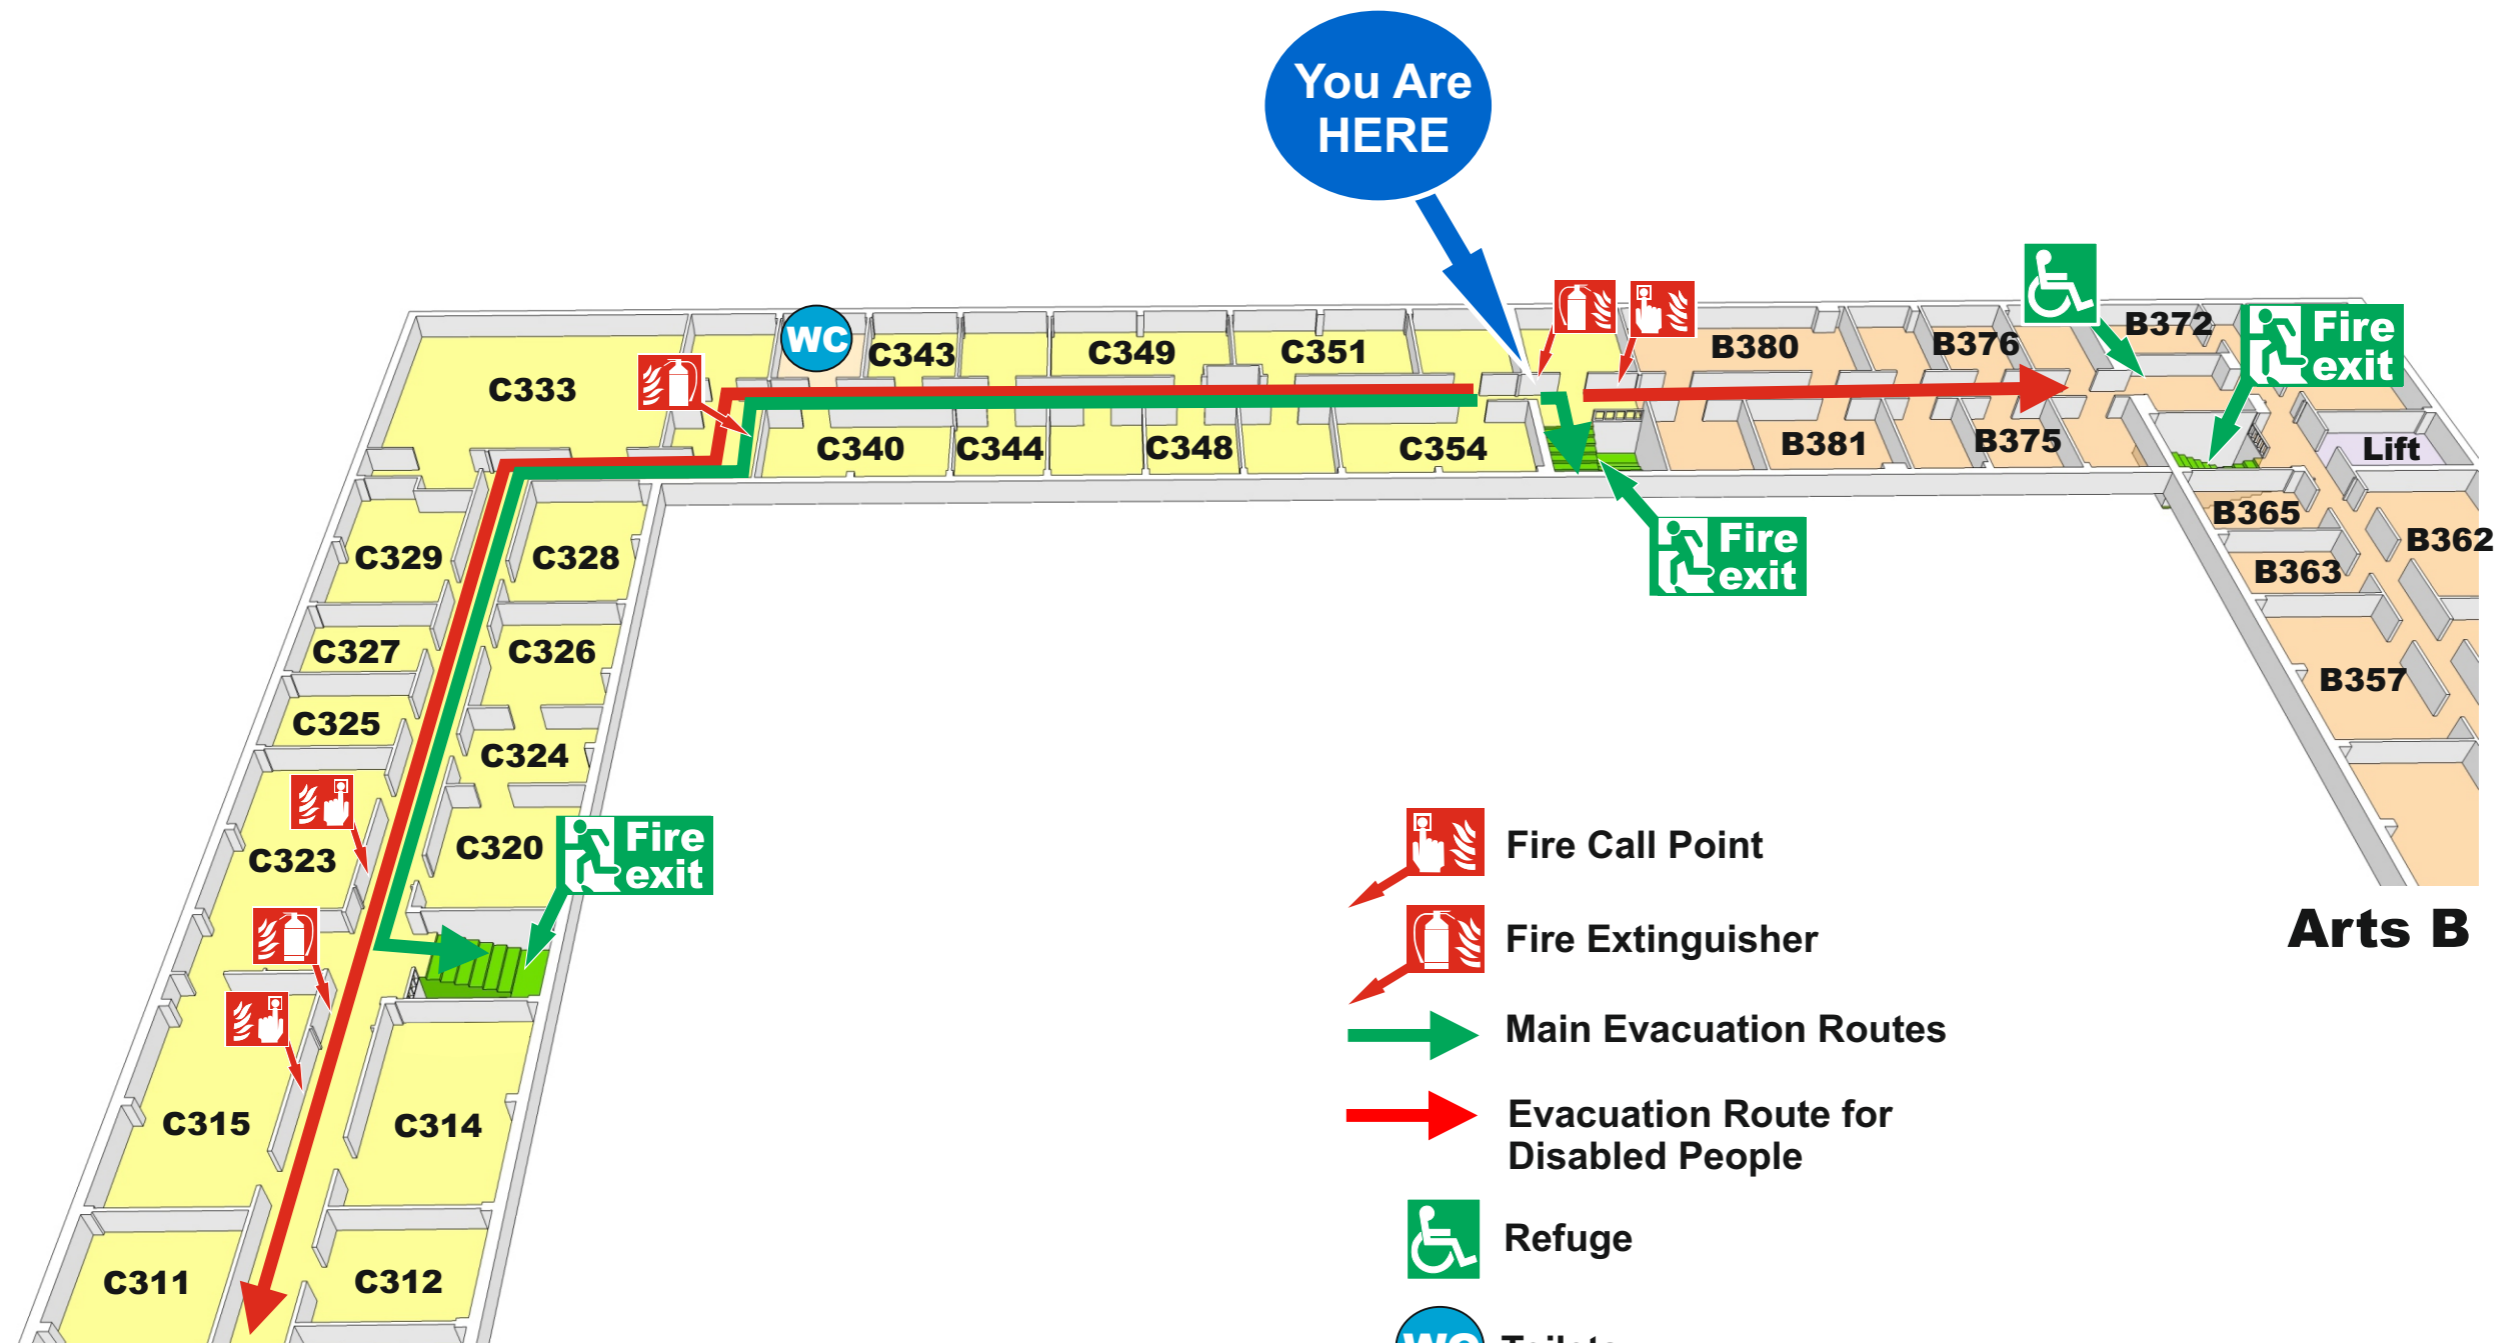 You Are
HERE
WC
C333
C343
C349
C351
B380
B376
B372
Fire
exit
C340
C344
C348
C354
B381
B375
Lift
C329
C328
Fire
exit
B365
B362
B363
C327
C326
B357
C325
C324
C323
C320
Fire
exit
Arts B
Fire Call Point
Fire Extinguisher
Main Evacuation Routes
Evacuation Route for
Disabled People
C315
C314
Refuge
C311
C312
WC
Toilets